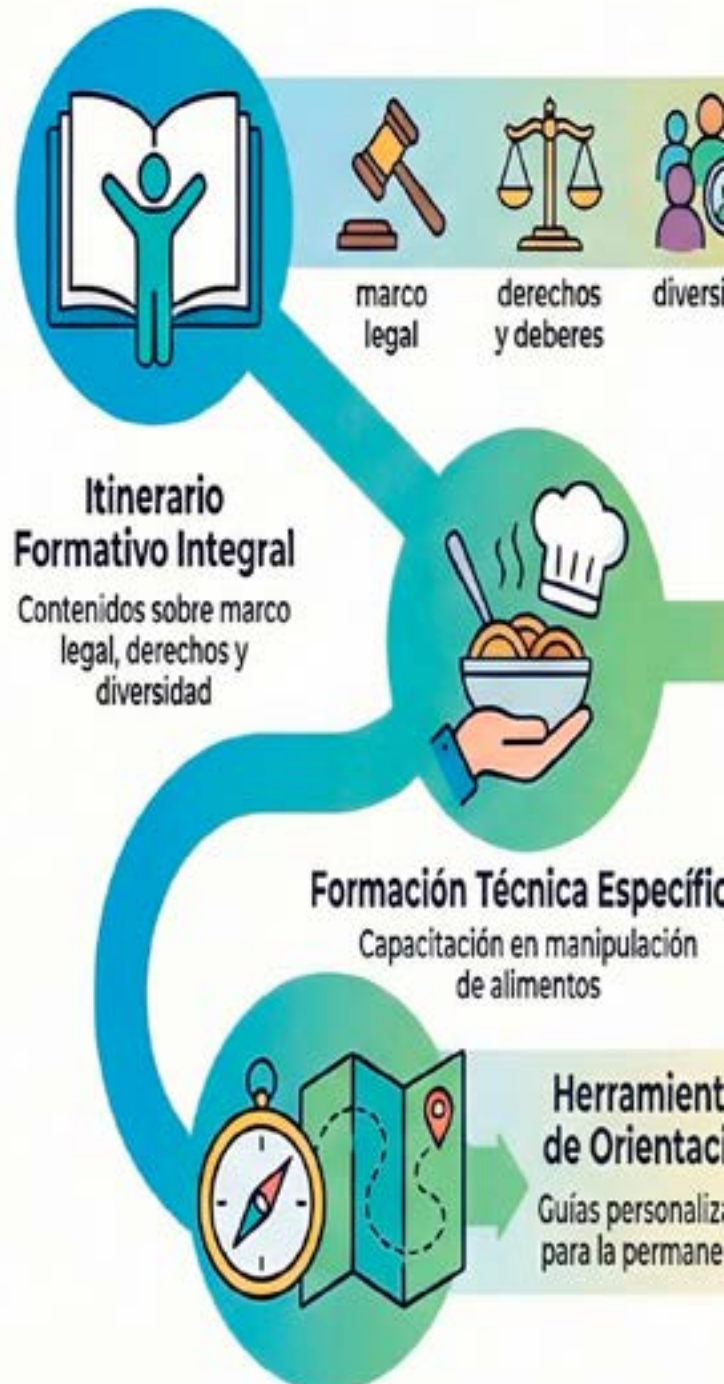 marco
legal
derechos
y deberes
diversi
Itinerario
Formativo Integral
Contenidos sobre marco
legal, derechos y
diversidad
Formación Técnica Específic
Capacitación en manipulación
de alimentos
Herramient
de Orientaci
Guías personaliza
para la permane